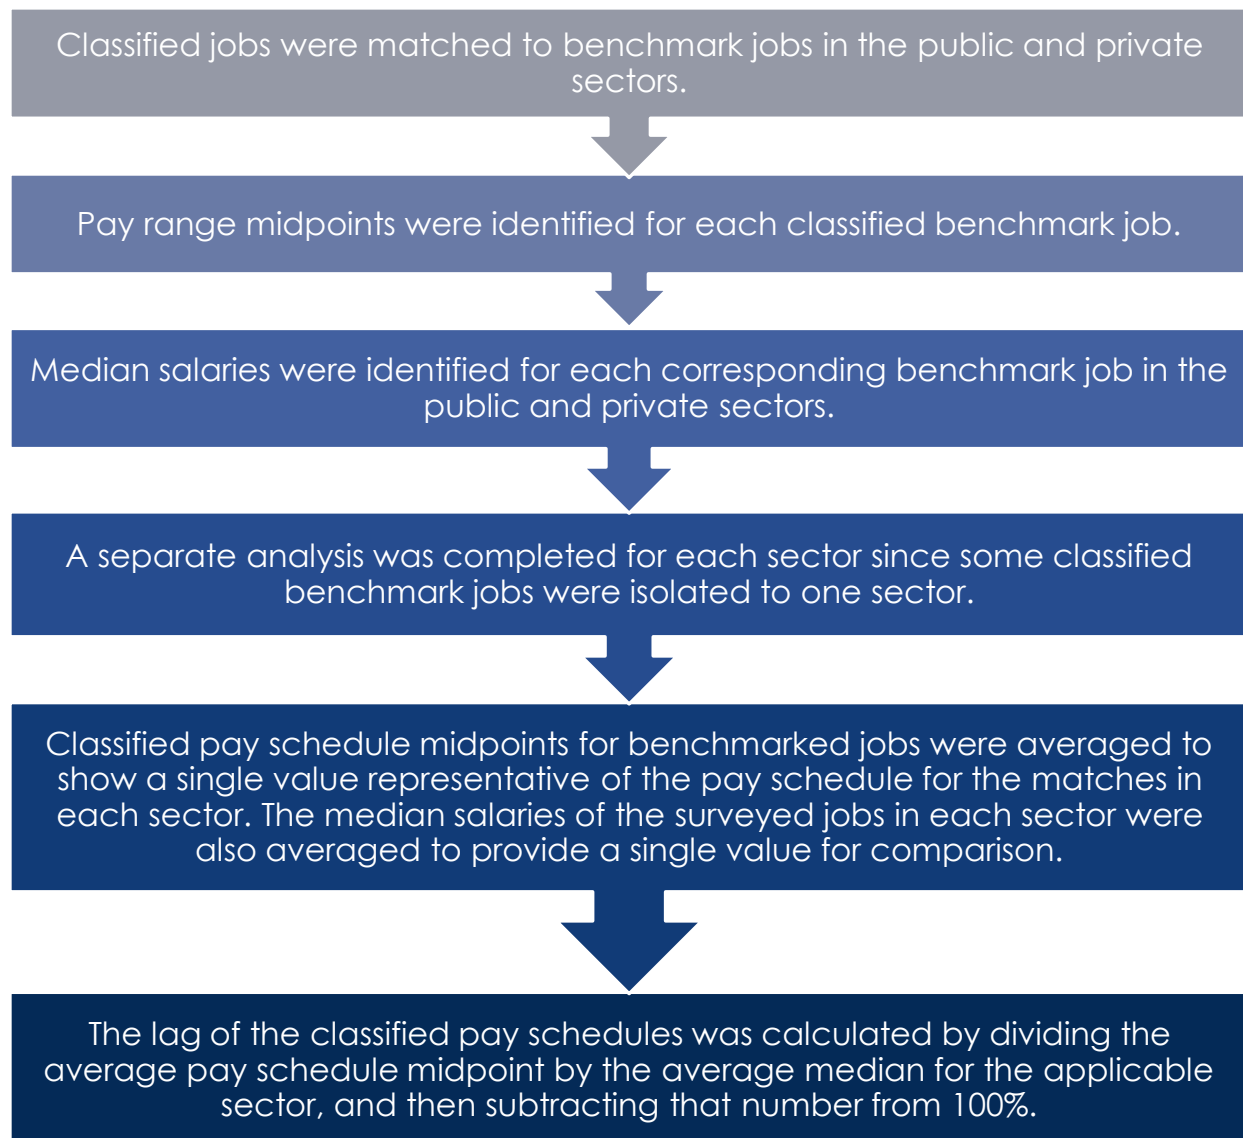 Classified jobs were matched to benchmark jobs in the public and private
sectors.
Pay range midpoints were identified for each classified benchmark job.
Median salaries were identified for each corresponding benchmark job in the
public and private sectors.
A separate analysis was completed for each sector since some classified
benchmark jobs were isolated to one sector.
Classified pay schedule midpoints for benchmarked jobs were averaged to
show a single value representative of the pay schedule for the matches in
each sector. The median salaries of the surveyed jobs in each sector were
also averaged to provide a single value for comparison.
The lag of the classified pay schedules was calculated by dividing the
average pay schedule midpoint by the average median for the applicable
sector, and then subtracting that number from 100%.